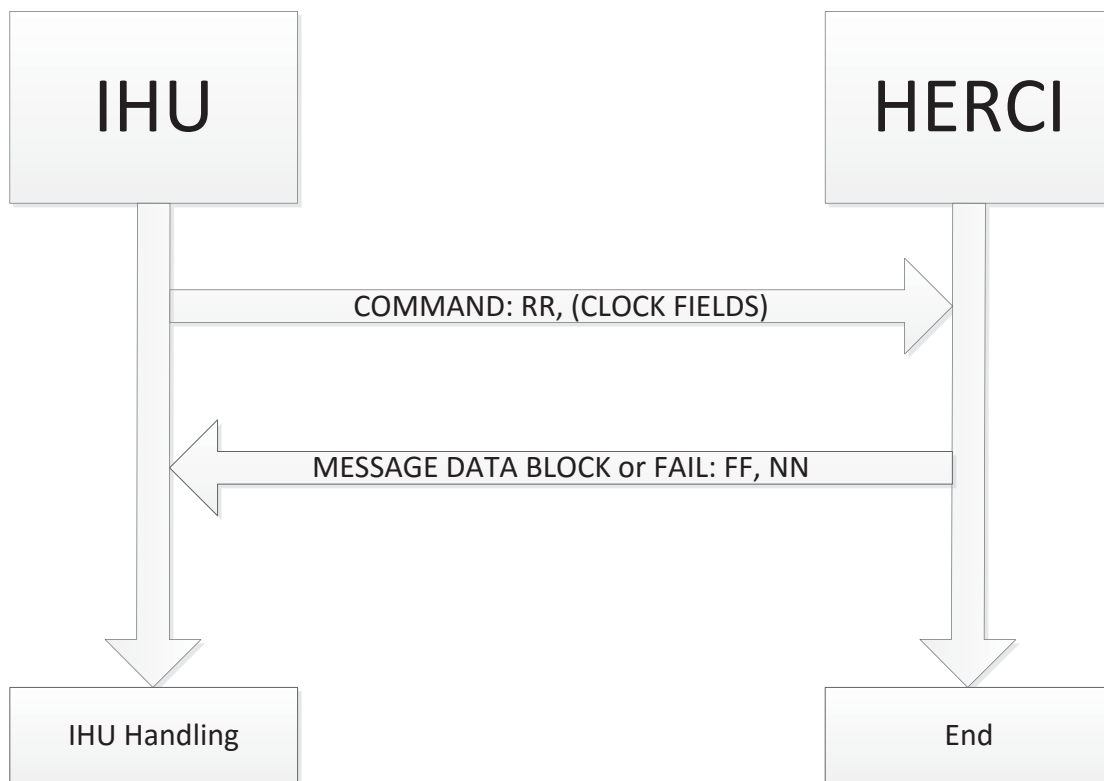 IHU
HERCI
COMMAND: RR, (CLOCK FIELDS)
MESSAGE DATA BLOCK or FAIL: FF, NN
IHU Handling
End